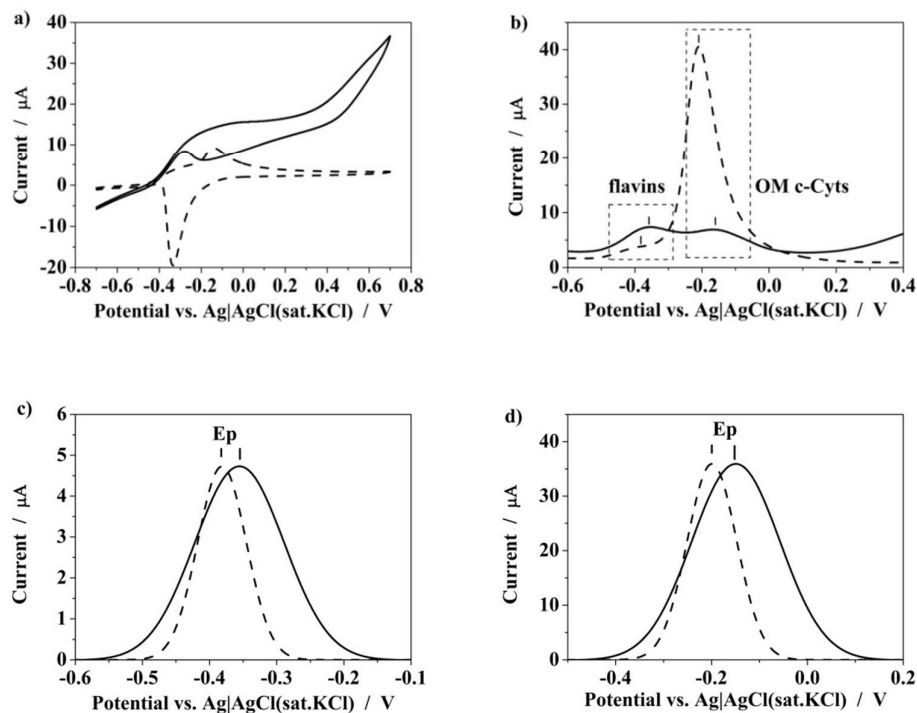 a)
40
30
20
10
0
-10
-20
Current / μA
-0.8 -0.6 -0.4 -0.2 0.0 0.2 0.4 0.6 0.8
Potential vs. Ag|AgCl(sat.KCl) / V
b)
40
30
20
10
0
Current / μA
flavins
OM c-Cyts
-0.6 -0.4 -0.2 0.0 0.2 0.4
Potential vs. Ag|AgCl(sat.KCl) / V
c)
6
5
4
3
2
1
0
Current / μA
Ep
-0.6 -0.5 -0.4 -0.3 -0.2 -0.1
Potential vs. Ag|AgCl(sat.KCl) / V
d)
40
30
20
10
0
Current / μA
Ep
-0.4 -0.2 0.0 0.2
Potential vs. Ag|AgCl(sat.KCl) / V